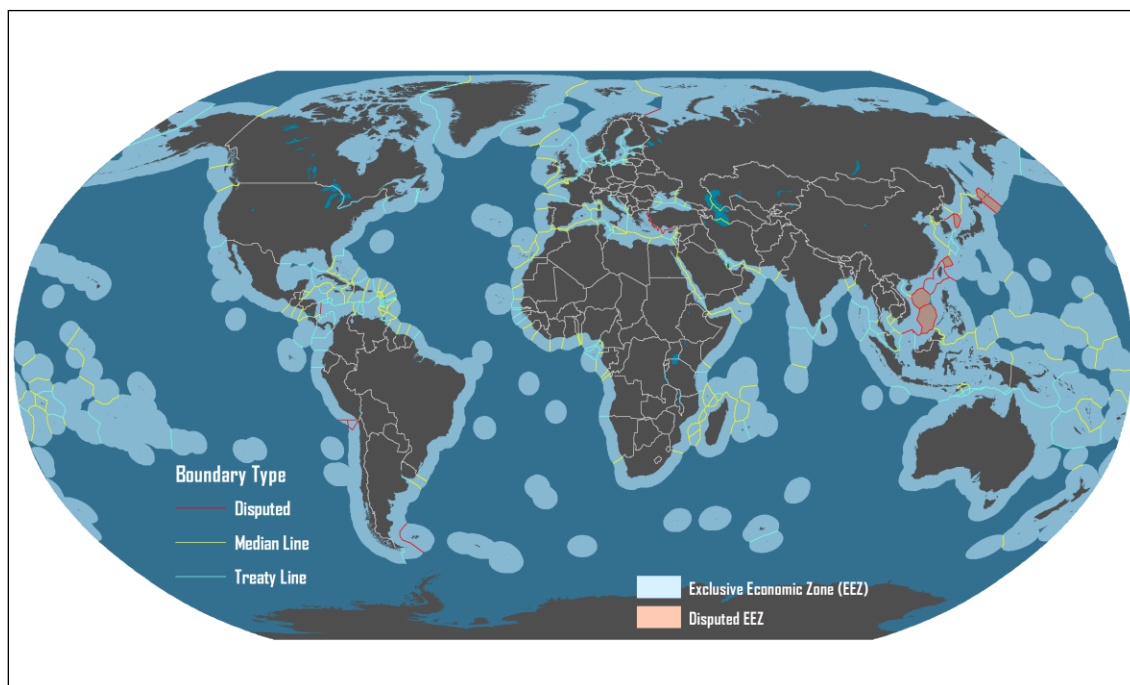 Boundary Type
Disputed
Median Line
Treaty Line
Exclusive Economic Zone (EEZ)
Disputed EEZ